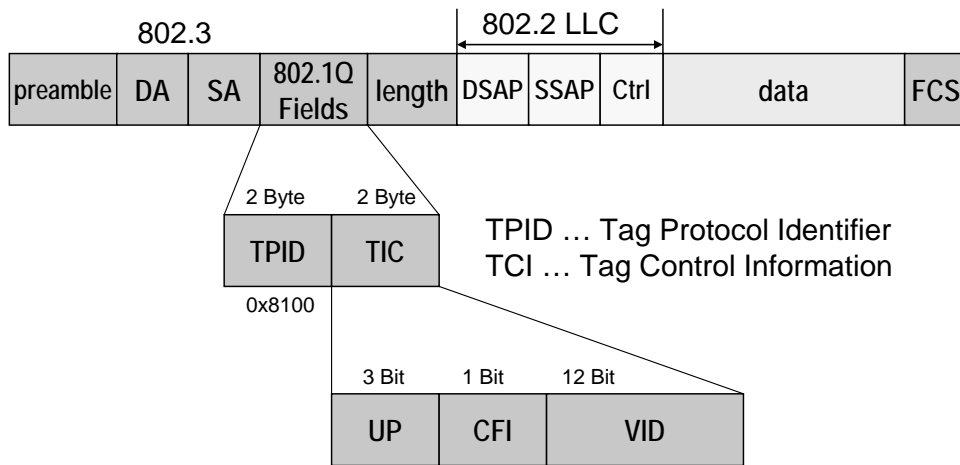 802.3
802.2 LLC
preamble DA SA 802.1Q Fields length DSAP SSAP Ctrl data FCS
2 Byte 2 Byte
TPID TIC
TPID … Tag Protocol Identifier
TCI … Tag Control Information
0x8100
3 Bit 1 Bit 12 Bit
UP CFI VID